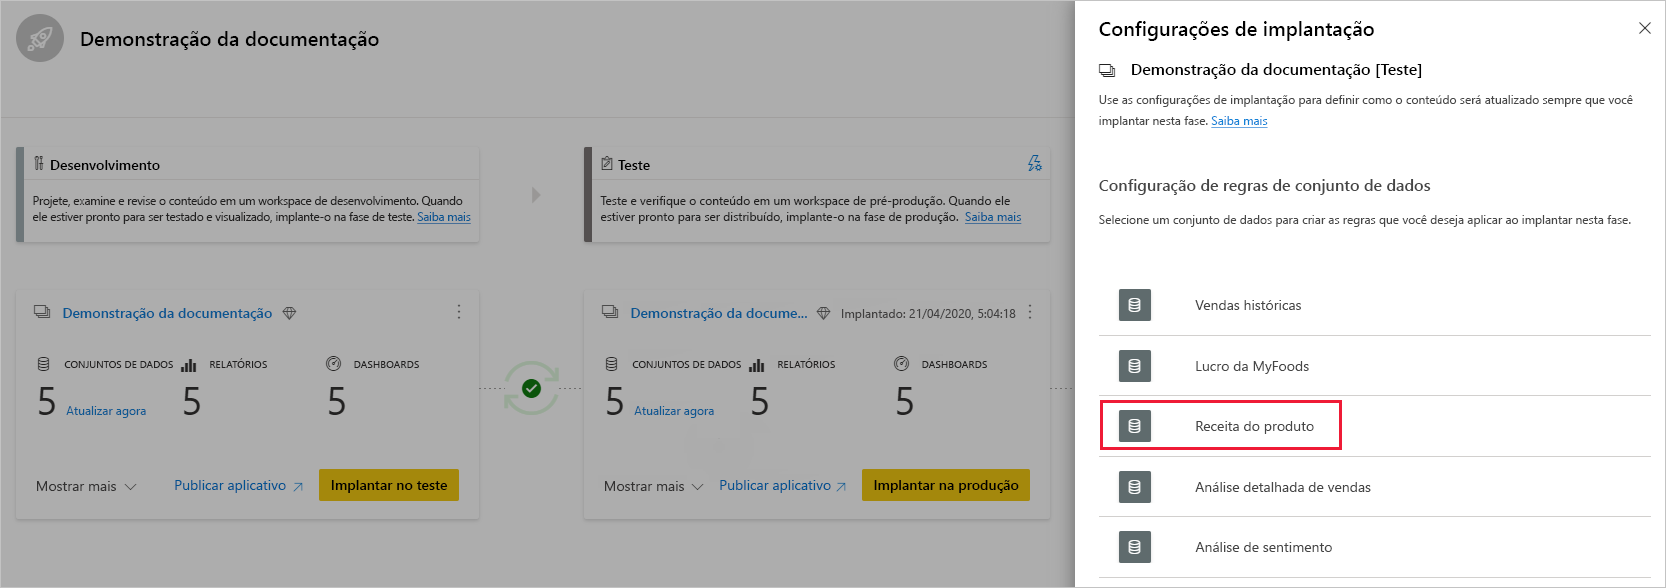 Demonstração da documentação
Desenvolvimento
Projete, examine e revise o conteúdo em um workspace de desenvolvimento. Quando
ele estiver pronto para ser testado e visualizado, implante-o na fase de teste. Saiba mais
Teste
Teste e verifique o conteúdo em um workspace de pré-produção. Quando ele
estiver pronto para ser distribuído, implante-o na fase de produção. Saiba mais
Demonstração da documentação
CONJUNTOS DE DADOS
RELATÓRIOS
DASHBOARDS
5 Atualizar agora
5
5
Mostrar mais
Publicar aplicativo
Implantar no teste
Demonstração da docume... Implantado: 21/04/2020, 5:04:18
CONJUNTOS DE DADOS
RELATÓRIOS
DASHBOARDS
5 Atualizar agora
5
5
Mostrar mais
Publicar aplicativo
Implantar na produção
Configurações de implantação
Demonstração da documentação [Teste]
Use as configurações de implantação para definir como o conteúdo será atualizado sempre que você
implantar nesta fase. Saiba mais
Configuração de regras de conjunto de dados
Selecione um conjunto de dados para criar as regras que você deseja aplicar ao implantar nesta fase.
Vendas históricas
Lucro da MyFoods
Receita do produto
Análise detalhada de vendas
Análise de sentimento